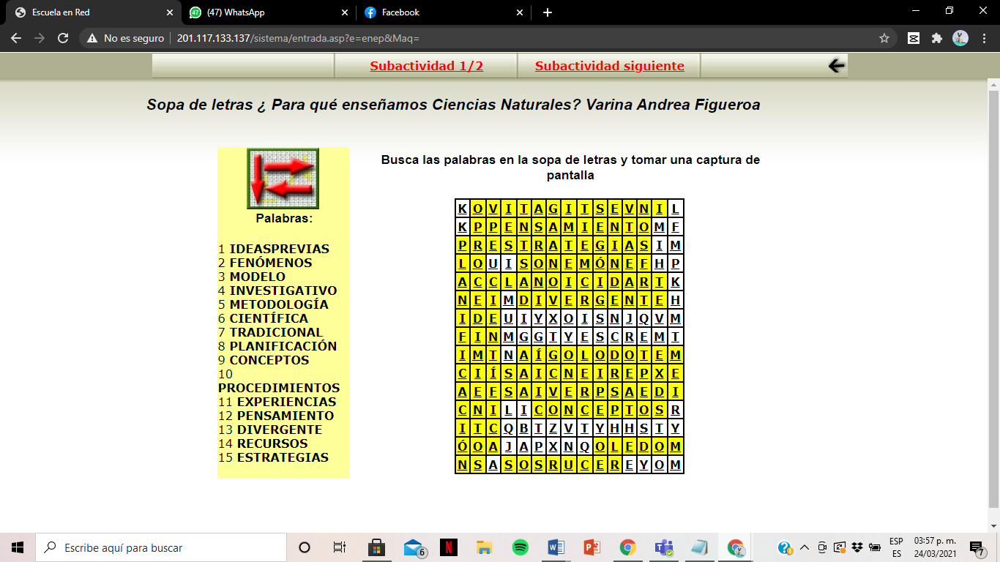 Escuela en Red
(47) WhatsApp
Facebook
No es seguro 201.117.133.137/sistema/entrada.asp?e=enep&Maq=
Subactividad 1/2 Subactividad siguiente
Sopa de letras ¿ Para qué enseñamos Ciencias Naturales? Varina Andrea Figueroa
Palabras:
1 IDEASPREVIAS
2 FENÓMENOS
3 MODELO
4 INVESTIGATIVO
5 METODOLOGÍA
6 CIENTÍFICA
7 TRADICIONAL
8 PLANIFICACIÓN
9 CONCEPTOS
10
PROCEDIMIENTOS
11 EXPERIENCIAS
12 PENSAMIENTO
13 DIVERGENTE
14 RECURSOS
15 ESTRATEGIAS
Busca las palabras en la sopa de letras y tomar una captura de
pantalla
K O V I T A G I T S E V N I L
K P P E N S A M I E N T O M F
P R E S T R A T E G I A S I M
L O U I S O N E M Ó N E F H P
A C C L A N O I C I D A R T K
N E I M D I V E R G E N T E H
I D E U I Y X O I S N J Q V M
F I N M G G T Y E S C R E M T
I M T N A Í G O L O D O T E M
C I Í S A I C N E I R E P X E
A E F S A I V E R P S A E D I
C N I L I C O N C E P T O S R
I T C Q B T Z V T Y H H S T Y
Ó O A J A P X N Q O L E D O M
N S A S O S R U C E R E Y O M
Escribe aquí para buscar
6
ESP
ES
03:57 p. m.
24/03/2021
7